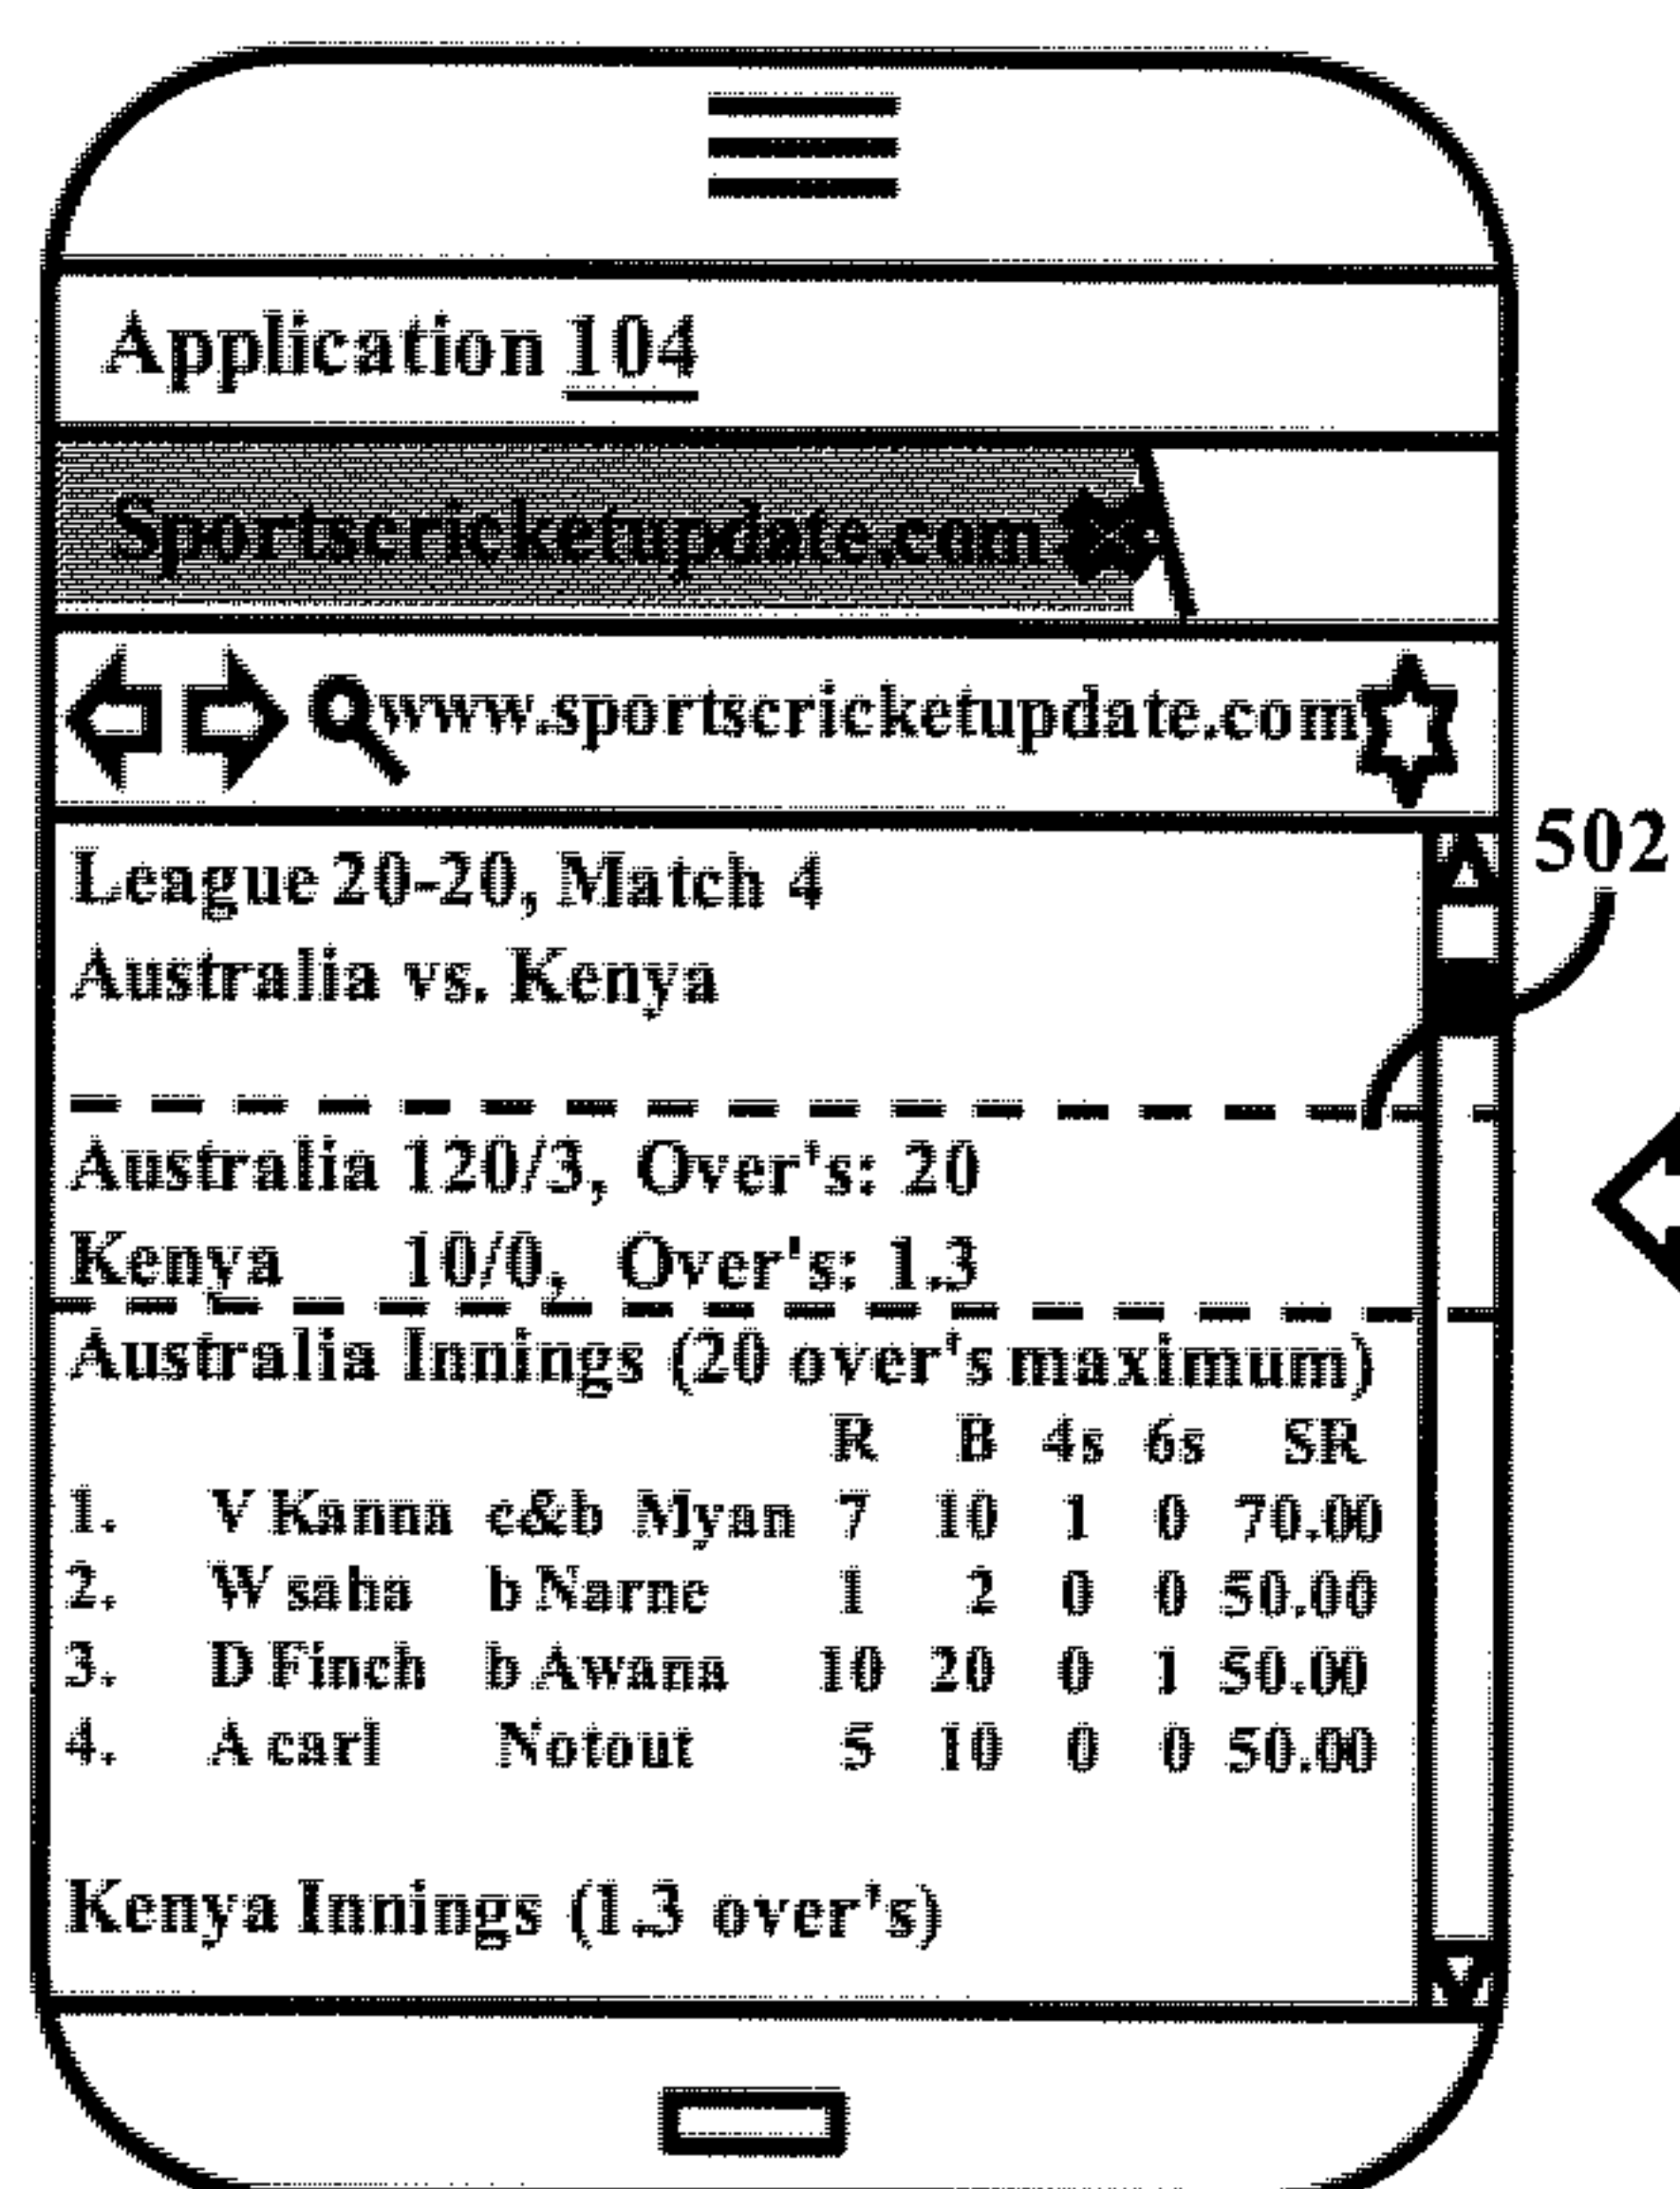 Application 104
Sportscricketupdate.com
www.sportscricketupdate.com
502
League 20-20, Match 4
Australia vs. Kenya
Australia 120/3, Over's: 20
Kenya 10/0, Over's: 1.3
Australia Innings (20 over's maximum)
R B 4s 6s SR
1. V Kanna c&b Myan 7 10 1 0 70.00
2. W saha b Narne 1 2 0 0 50.00
3. D Finch b Awana 10 20 0 1 50.00
4. A carl Notout 5 10 0 0 50.00
Kenya Innings (1.3 over's)